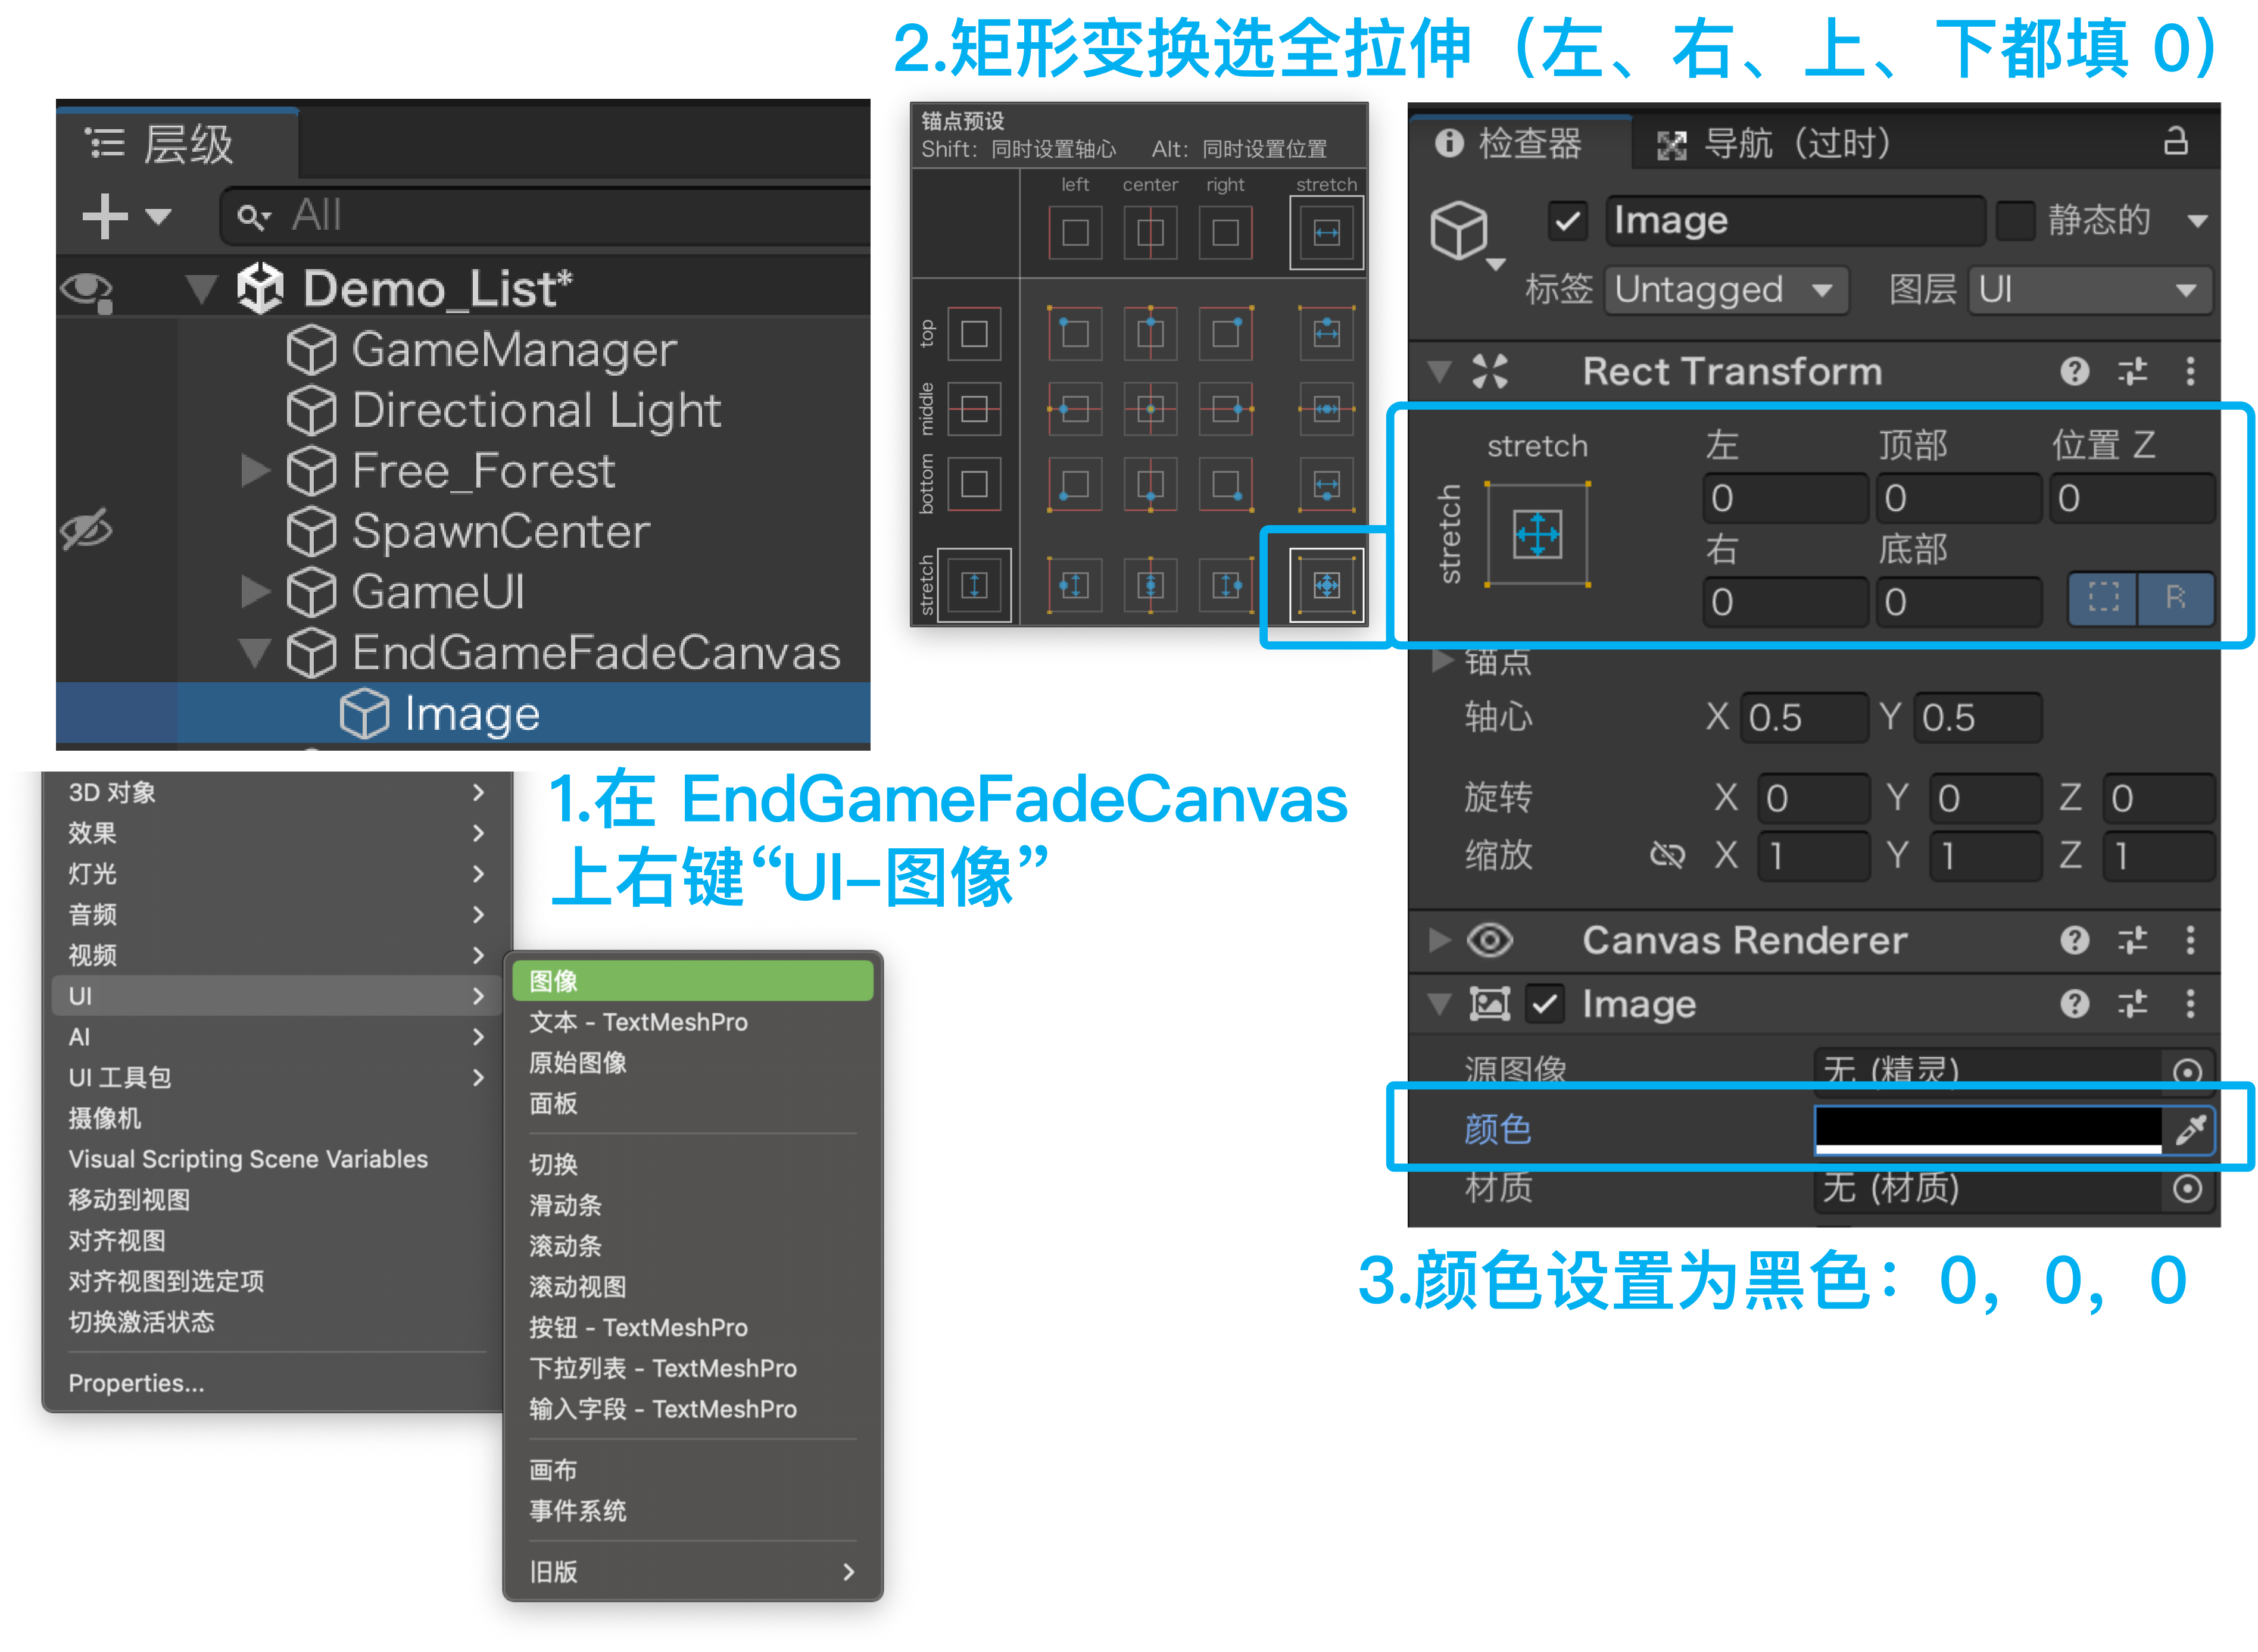 2.矩形变换选全拉伸（左、右、上、下都填 0）
层级
All
Demo_List*
GameManager
Directional Light
Free_Forest
SpawnCenter
GameUI
EndGameFadeCanvas
Image
锚点预设
Shift：同时设置轴心 Alt：同时设置位置
left center right stretch
top
middle
bottom
stretch
检查器 导航（过时）
Image 静态的
标签 Untagged 图层 UI
Rect Transform
stretch 左 顶部 位置 Z
stretch
0 0 0
右 底部
0 0 R
锚点
轴心 X 0.5 Y 0.5
旋转 X 0 Y 0 Z 0
缩放 X 1 Y 1 Z 1
Canvas Renderer
Image
源图像 无 (精灵)
颜色
材质 无 (材质)
1.在 EndGameFadeCanvas
上右键“UI–图像”
3D 对象
效果
灯光
音频
视频
UI
AI
UI 工具包
摄像机
Visual Scripting Scene Variables
移动到视图
对齐视图
对齐视图到选定项
切换激活状态
Properties...
图像
文本 - TextMeshPro
原始图像
面板
切换
滑动条
滚动条
滚动视图
按钮 - TextMeshPro
下拉列表 - TextMeshPro
输入字段 - TextMeshPro
画布
事件系统
旧版
3.颜色设置为黑色：0，0，0